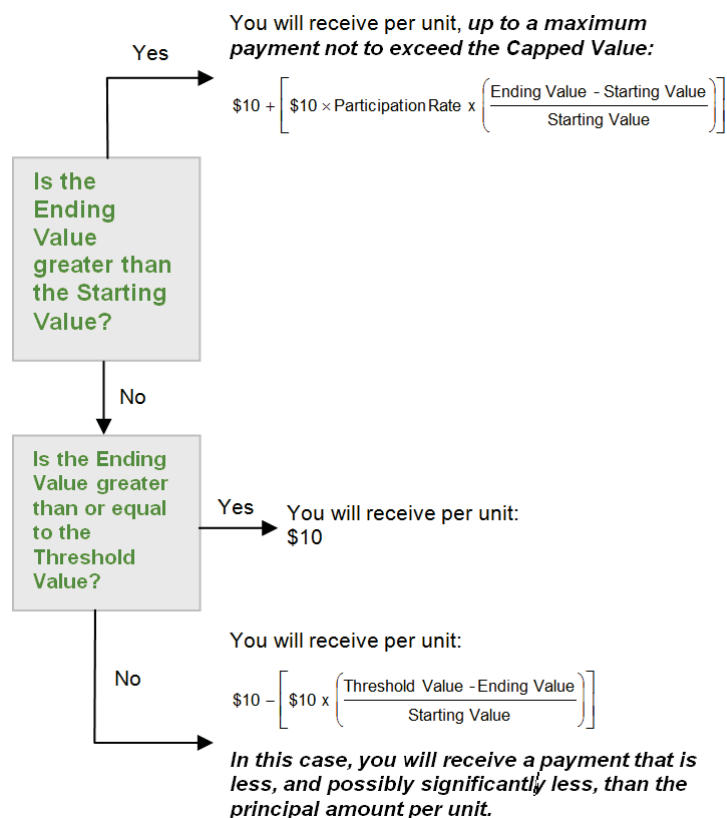 You will receive per unit, up to a maximum
payment not to exceed the Capped Value:
Yes
$10 + [ $10 × Participation Rate x ( Ending Value - Starting Value / Starting Value ) ]
Is the
Ending
Value
greater than
the Starting
Value?
No
Is the Ending
Value greater
than or equal
to the
Threshold
Value?
Yes
You will receive per unit:
$10
You will receive per unit:
No
$10 – [ $10 x ( Threshold Value - Ending Value / Starting Value ) ]
In this case, you will receive a payment that is
less, and possibly significantly less, than the
principal amount per unit.